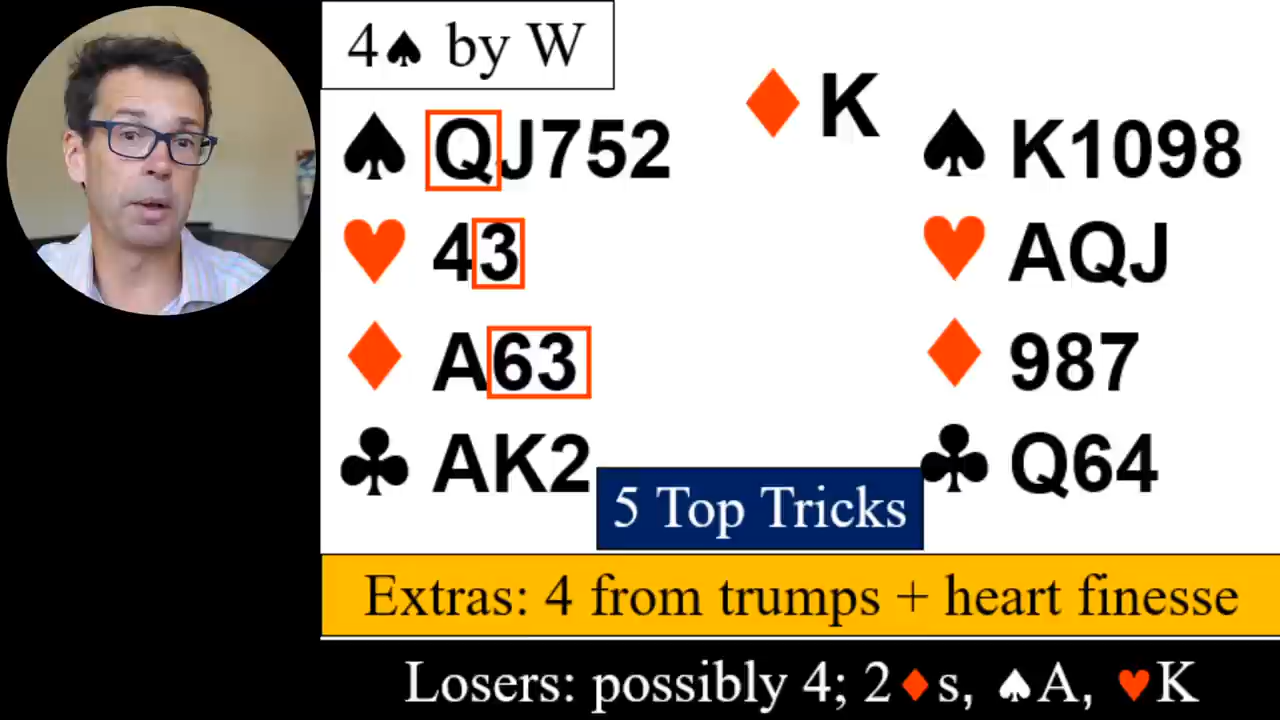 4♠ by W
♦ K
♠ QJ752 ♠ K1098
♥ 43 ♥ AQJ
♦ A63 ♦ 987
♣ AK2 ♣ Q64
5 Top Tricks
Extras: 4 from trumps + heart finesse
Losers: possibly 4; 2♦s, ♠A, ♥K